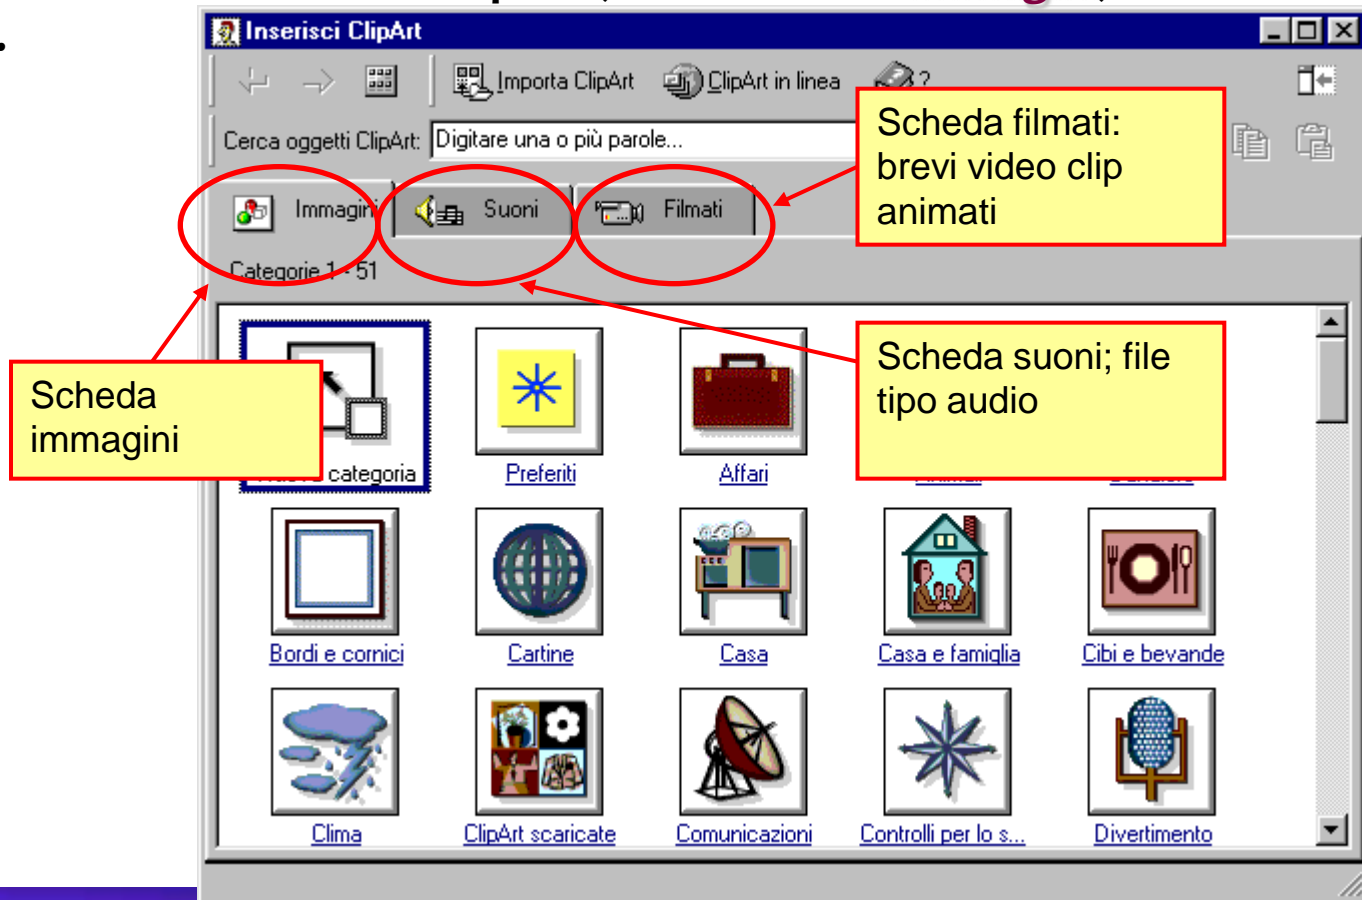 Inserisci ClipArt
Importa ClipArt ClipArt in linea ?
Cerca oggetti ClipArt: Digitare una o più parole...
Scheda filmati:
brevi video clip
animati
Immagini Suoni Filmati
Categorie 1 - 51
Scheda
immagini
Scheda suoni; file
tipo audio
categoria Preferiti Affari
Bordi e cornici Cartine Casa Casa e famiglia Cibi e bevande
Clima ClipArt scaricate Comunicazioni Controlli per lo s... Divertimento